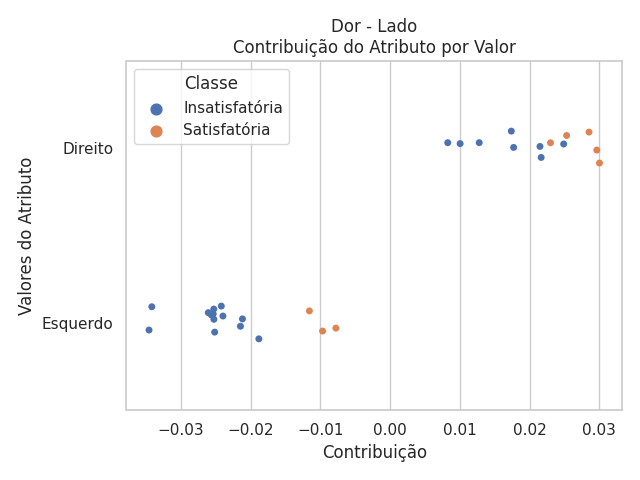 Dor - Lado
Contribuição do Atributo por Valor
Classe
Insatisfatória
Satisfatória
Valores do Atributo
Direito
Esquerdo
−0.03 −0.02 −0.01 0.00 0.01 0.02 0.03
Contribuição